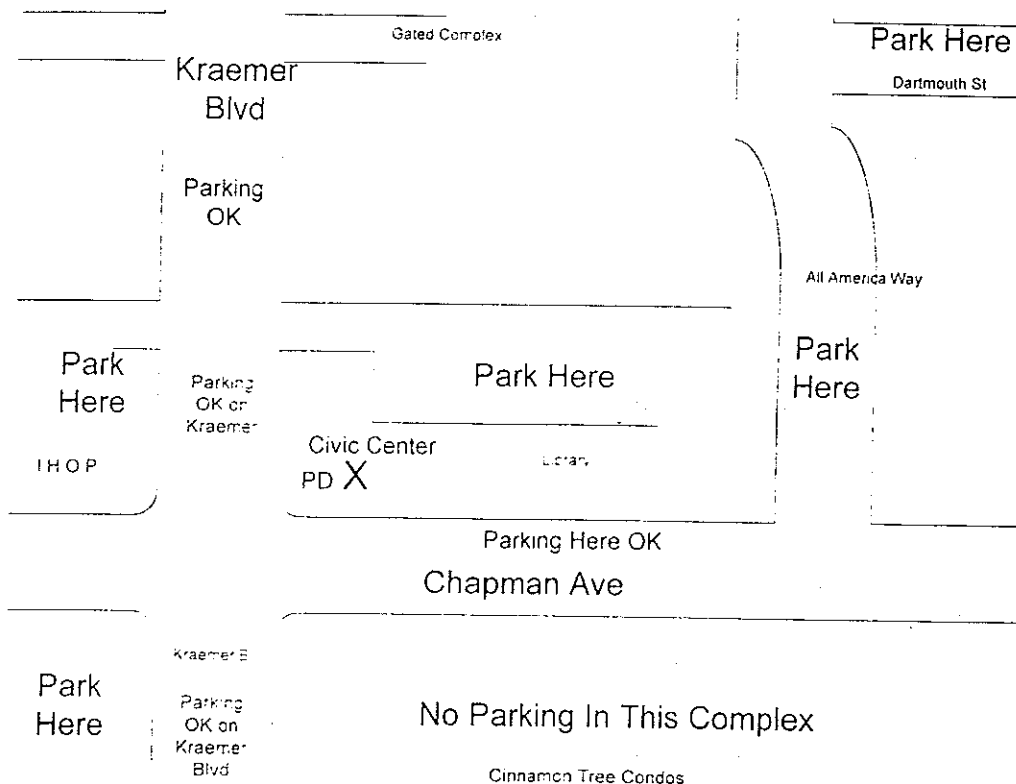 Gated Complex
Park Here
Dartmouth St
Kraemer
Blvd
Parking
OK
All America Way
Park
Here
Parking
OK on
Kraemer
Park Here
Park
Here
IHOP
Civic Center
PD X
Library
Parking Here OK
Chapman Ave
Kraemer B
Park
Here
Parking
OK on
Kraemer
Blvd
No Parking In This Complex
Cinnamon Tree Condos